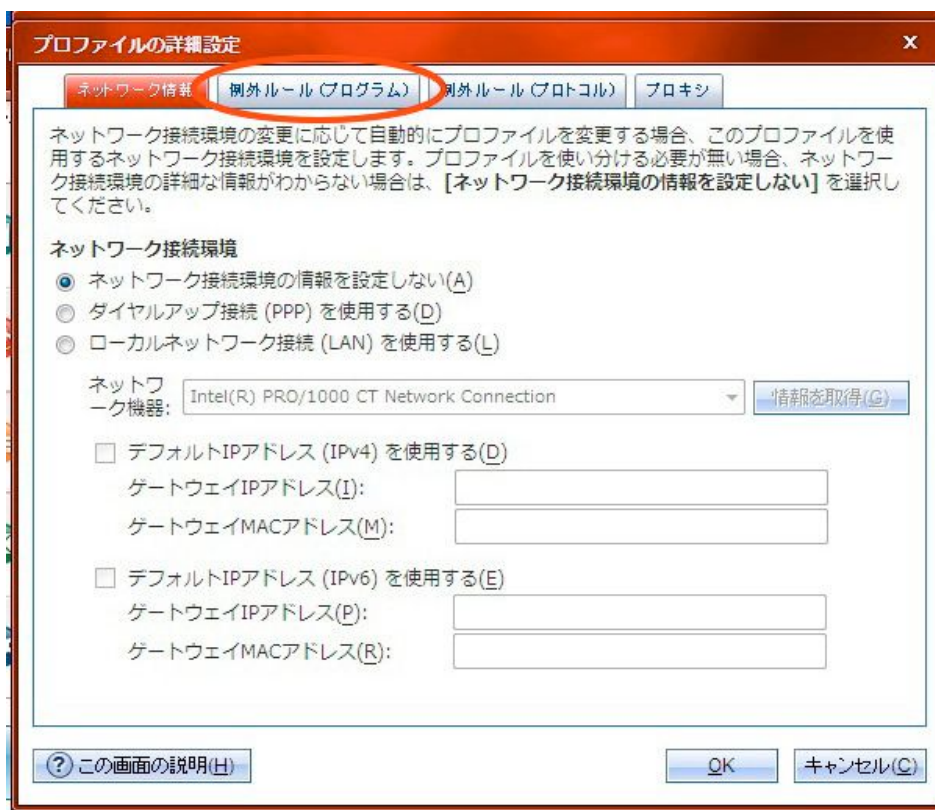 プロファイルの詳細設定
ネットワーク情報
例外ルール(プログラム)
例外ルール(プロトコル)
プロキシ
ネットワーク接続環境の変更に応じて自動的にプロファイルを変更する場合、このプロファイルを使
用するネットワーク接続環境を設定します。プロファイルを使い分ける必要が無い場合、ネットワー
ク接続環境の詳細な情報がわからない場合は、[ネットワーク接続環境の情報を設定しない] を選択し
てください。
ネットワーク接続環境
ネットワーク接続環境の情報を設定しない(A)
ダイヤルアップ接続 (PPP) を使用する(D)
ローカルネットワーク接続 (LAN) を使用する(L)
ネットワ
ーク機器:
Intel(R) PRO/1000 CT Network Connection
情報を取得(G)
デフォルトIPアドレス (IPv4) を使用する(D)
ゲートウェイIPアドレス(I):
ゲートウェイMACアドレス(M):
デフォルトIPアドレス (IPv6) を使用する(E)
ゲートウェイIPアドレス(P):
ゲートウェイMACアドレス(R):
この画面の説明(H)
OK
キャンセル(C)